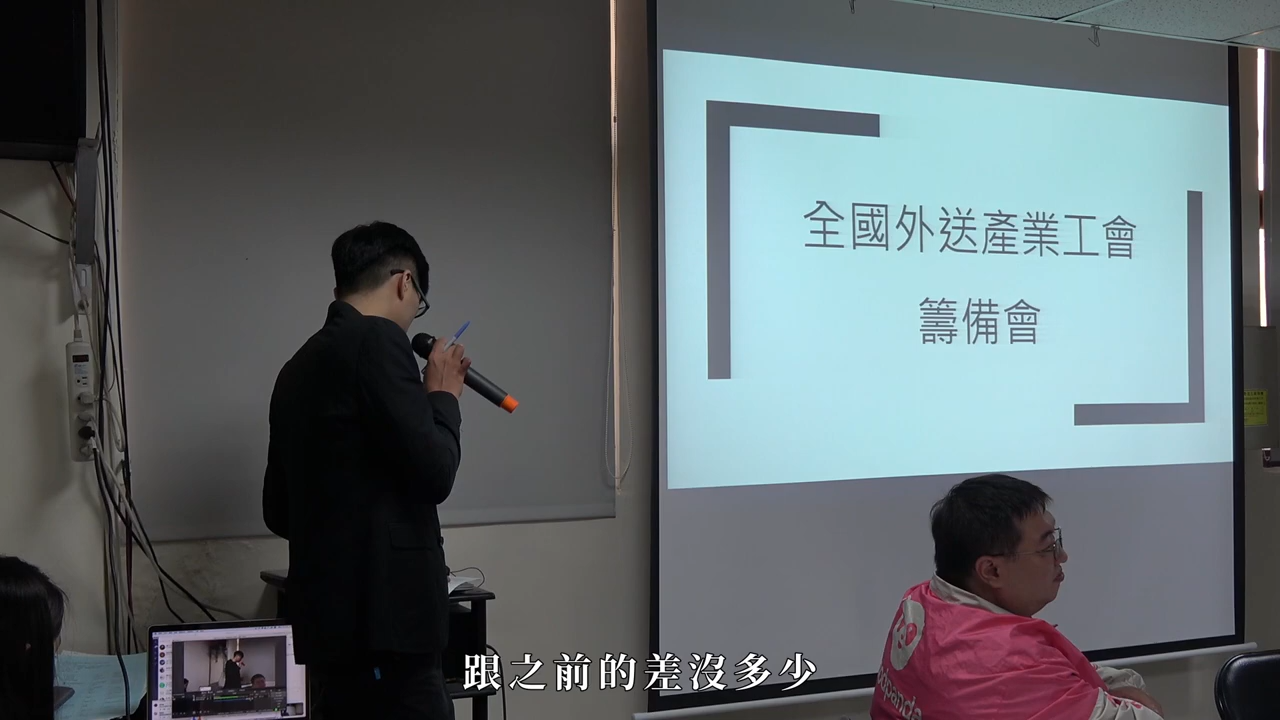 全國外送產業工會
籌備會
panda
跟之前的差沒多少